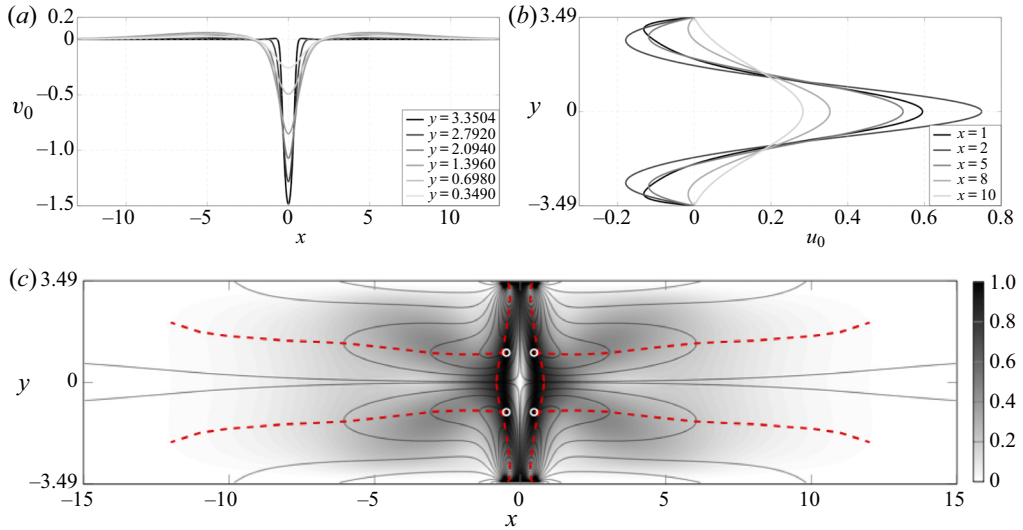 (a)
0.2
0
−0.5
−1.0
−1.5
v0
−10 −5 0 5 10
x
y = 3.3504
y = 2.7920
y = 2.0940
y = 1.3960
y = 0.6980
y = 0.3490
(b)
3.49
0
−3.49
y
−0.2 0 0.2 0.4 0.6 0.8
u0
x = 1
x = 2
x = 5
x = 8
x = 10
(c)
3.49
0
−3.49
y
−15 −10 −5 0 5 10 15
x
1.0
0.8
0.6
0.4
0.2
0